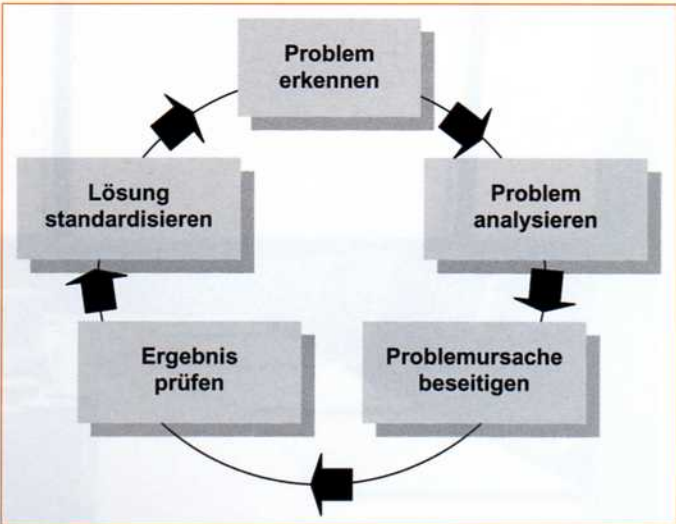 Problem
erkennen
Problem
analysieren
Problemursache
beseitigen
Ergebnis
prüfen
Lösung
standardisieren